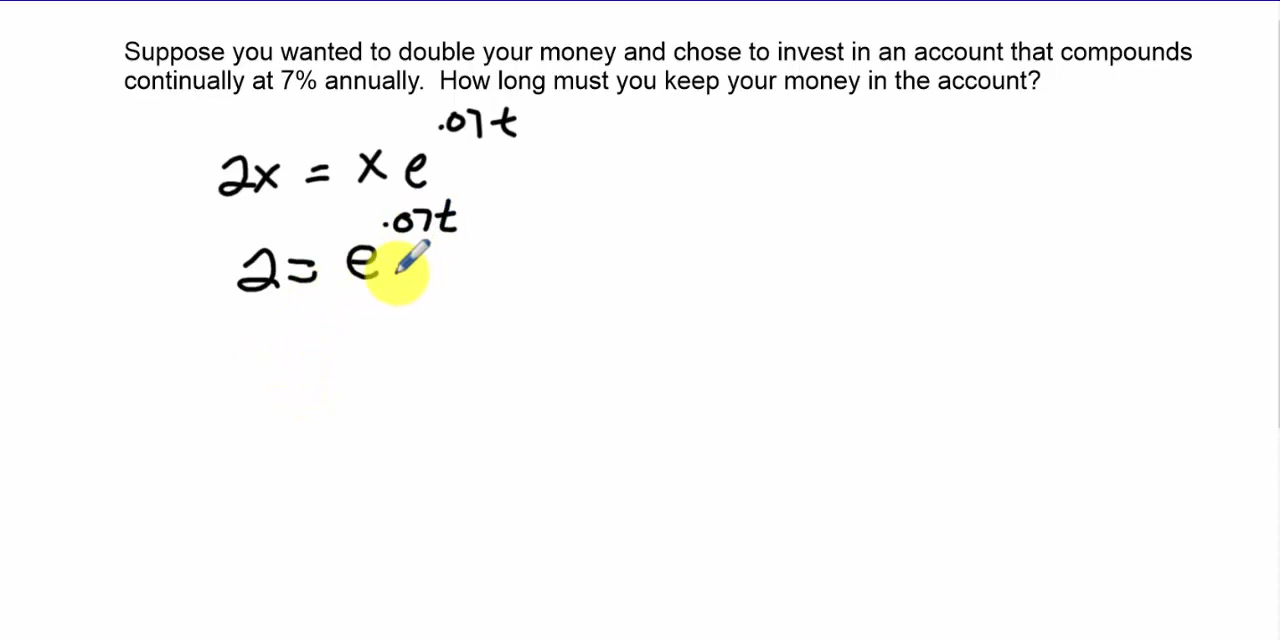 Suppose you wanted to double your money and chose to invest in an account that compounds
continually at 7% annually. How long must you keep your money in the account?
2x = x e^.07t
2 = e^.07t